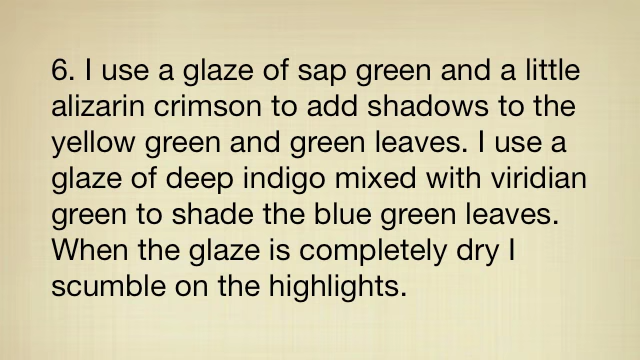 6. I use a glaze of sap green and a little
alizarin crimson to add shadows to the
yellow green and green leaves. I use a
glaze of deep indigo mixed with viridian
green to shade the blue green leaves.
When the glaze is completely dry I
scumble on the highlights.